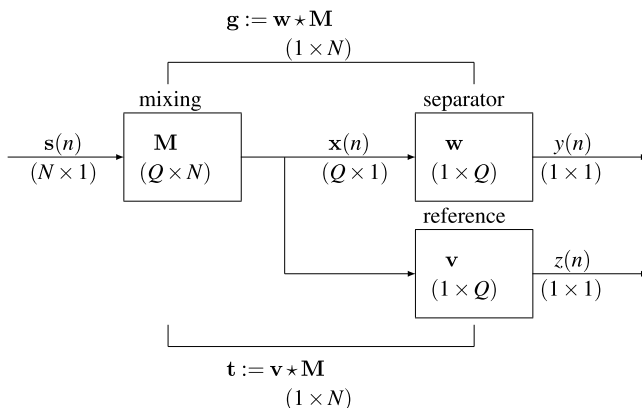 g := w ⋆ M
(1 × N)
mixing
separator
s(n)
(N × 1)
M
(Q × N)
x(n)
(Q × 1)
w
(1 × Q)
y(n)
(1 × 1)
reference
v
(1 × Q)
z(n)
(1 × 1)
t := v ⋆ M
(1 × N)